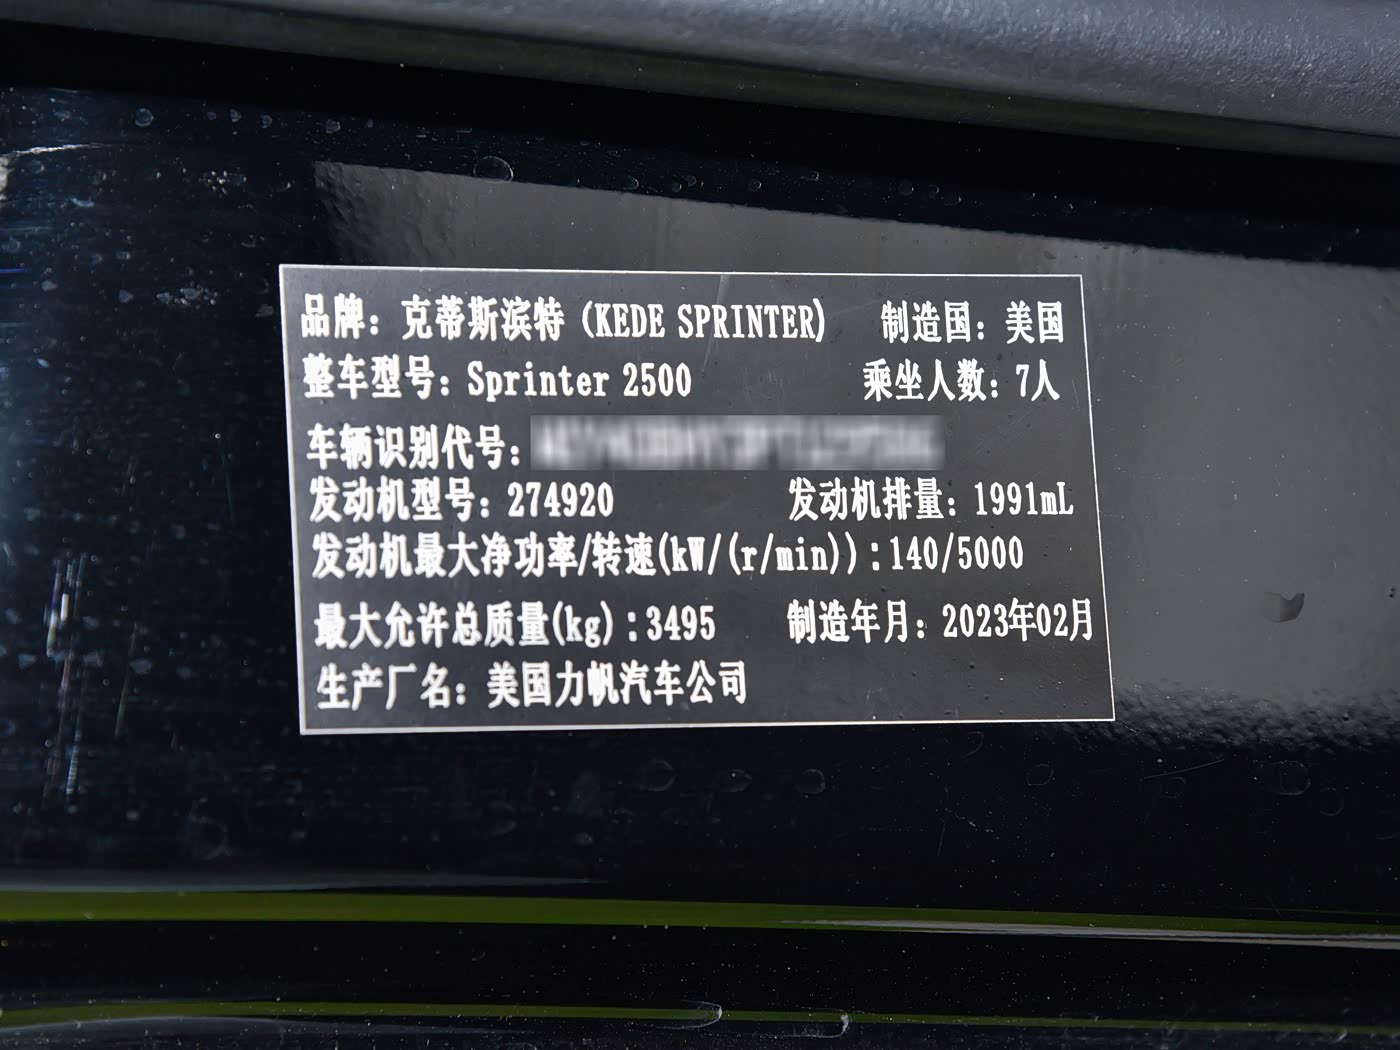 品牌：克蒂斯滨特 (KEDE SPRINTER) 制造国：美国
整车型号：Sprinter 2500 乘坐人数：7人
车辆识别代号：
发动机型号：274920 发动机排量：1991mL
发动机最大净功率/转速(kW/(r/min)):140/5000
最大允许总质量(kg):3495 制造年月：2023年02月
生产厂名：美国力帆汽车公司